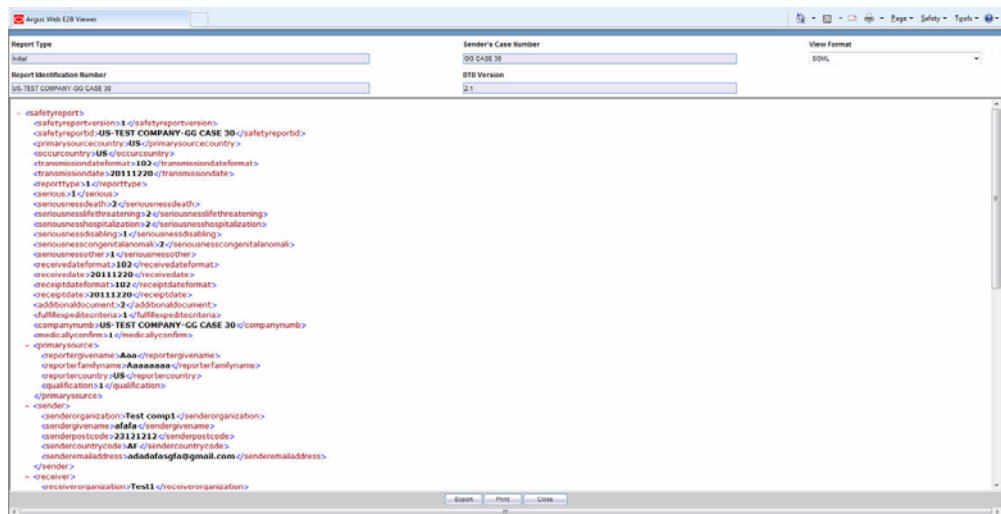 Argus Web E2B Viewer
Page Safety Tools
Report Type Sender's Case Number View Format
Initial GG CASE 30 SGML
Report Identification Number DTD Version
US-TEST COMPANY-GG CASE 30 2.1
- <safetyreport>
<safetyreportversion>1</safetyreportversion>
<safetyreportid>US-TEST COMPANY-GG CASE 30</safetyreportid>
<primarysourcecountry>US</primarysourcecountry>
<occurcountry>US</occurcountry>
<transmissiondateformat>102</transmissiondateformat>
<transmissiondate>20111220</transmissiondate>
<reporttype>1</reporttype>
<serious>1</serious>
<seriousnessdeath>2</seriousnessdeath>
<seriousnesslifethreatening>2</seriousnesslifethreatening>
<seriousnesshospitalization>2</seriousnesshospitalization>
<seriousnessdisabling>1</seriousnessdisabling>
<seriousnesscongenitalanomali>2</seriousnesscongenitalanomali>
<seriousnessother>1</seriousnessother>
<receivedateformat>102</receivedateformat>
<receivedate>20111220</receivedate>
<receiptdateformat>102</receiptdateformat>
<receiptdate>20111220</receiptdate>
<additionaldocument>2</additionaldocument>
<fulfillexpeditecriteria>1</fulfillexpeditecriteria>
<companynumb>US-TEST COMPANY-GG CASE 30</companynumb>
<medicallyconfirm>1</medicallyconfirm>
- <primarysource>
<reportergivename>Aaa</reportergivename>
<reporterfamilyname>Aaaaaaaa</reporterfamilyname>
<reportercountry>US</reportercountry>
<qualification>1</qualification>
</primarysource>
- <sender>
<senderorganization>Test comp1</senderorganization>
<sendergivename>afafa</sendergivename>
<senderpostcode>23121212</senderpostcode>
<sendercountrycode>AF</sendercountrycode>
<senderemailaddress>adadafasgfa@gmail.com</senderemailaddress>
</sender>
- <receiver>
<receiverorganization>Test1</receiverorganization>
Export Print Close